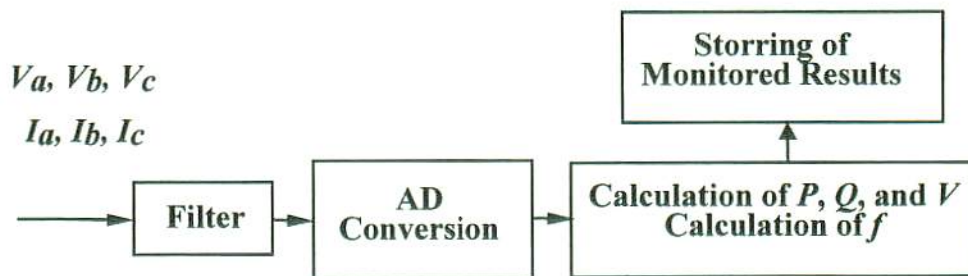 Storring of
Monitored Results
Va, Vb, Vc
Ia, Ib, Ic
Filter
AD
Conversion
Calculation of P, Q, and V
Calculation of f